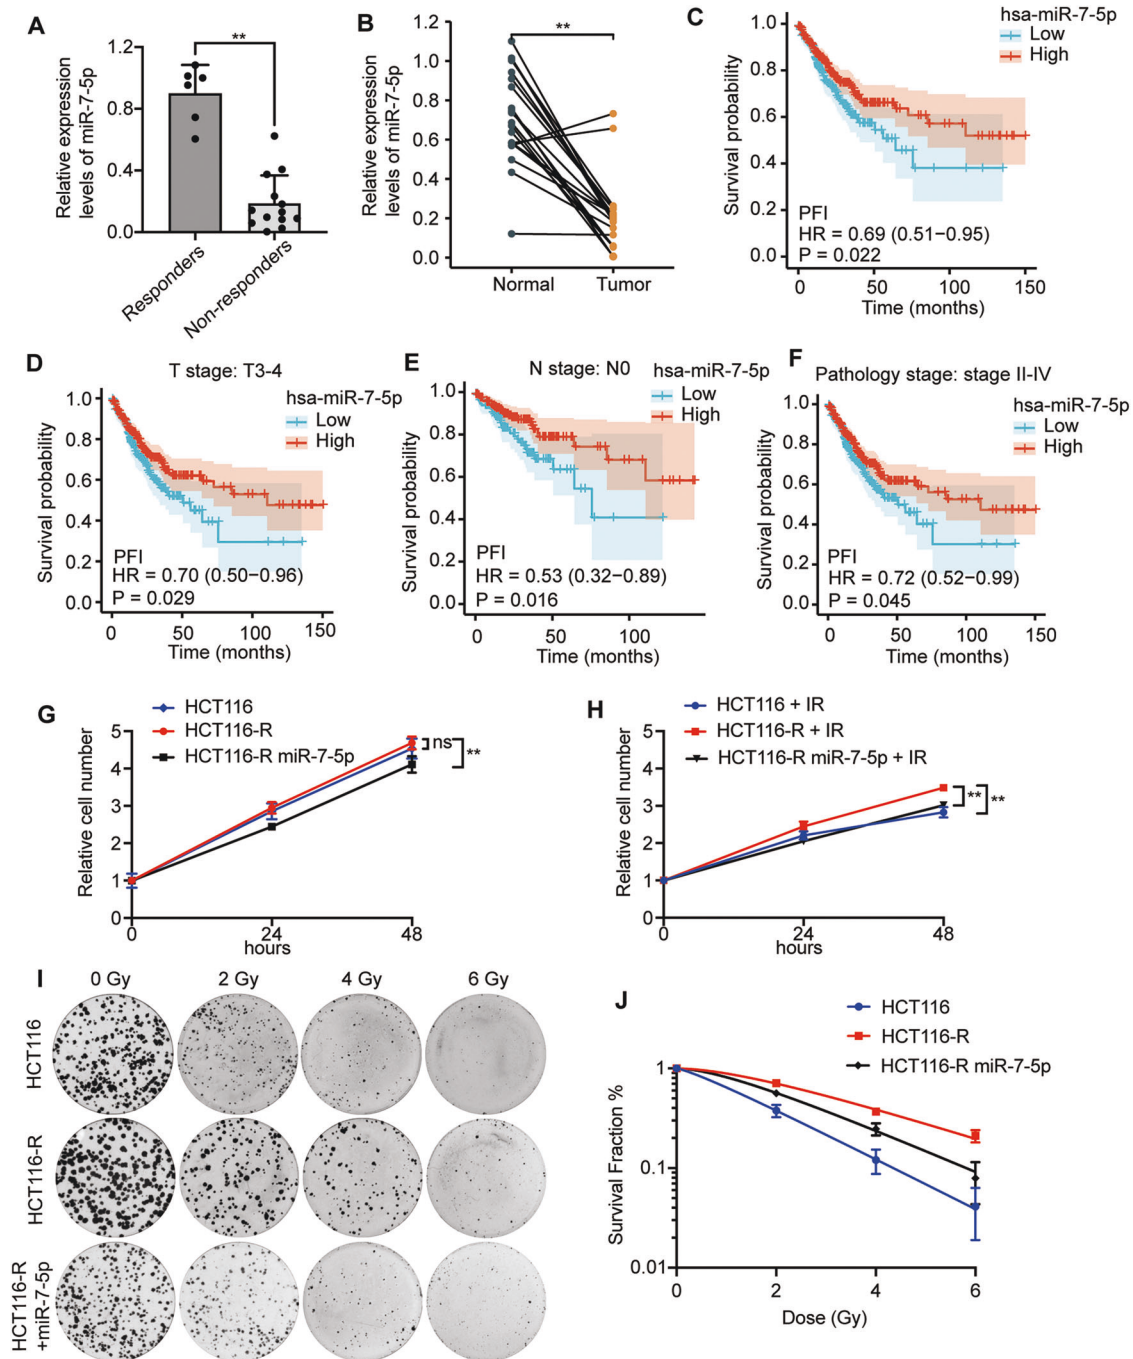 A
Relative expression
levels of miR-7-5p
1.2
0.8
0.4
0.0
**
Responders
Non-responders
B
Relative expression
levels of miR-7-5p
1.2
1.0
0.8
0.6
0.4
0.2
0.0
**
Normal
Tumor
C
hsa-miR-7-5p
Low
High
Survival probability
1.0
0.8
0.6
0.4
0.2
0.0
PFI
HR = 0.69 (0.51−0.95)
P = 0.022
0 50 100 150
Time (months)
D
T stage: T3-4
hsa-miR-7-5p
Low
High
Survival probability
1.0
0.8
0.6
0.4
0.2
0.0
PFI
HR = 0.70 (0.50−0.96)
P = 0.029
0 50 100 150
Time (months)
E
N stage: N0
hsa-miR-7-5p
Low
High
Survival probability
1.0
0.8
0.6
0.4
0.2
0.0
PFI
HR = 0.53 (0.32−0.89)
P = 0.016
0 50 100
Time (months)
F
Pathology stage: stage II-IV
hsa-miR-7-5p
Low
High
Survival probability
1.0
0.8
0.6
0.4
0.2
0.0
PFI
HR = 0.72 (0.52−0.99)
P = 0.045
0 50 100 150
Time (months)
G
HCT116
HCT116-R
HCT116-R miR-7-5p
Relative cell number
5
4
3
2
1
0
ns
**
0 24 48
hours
H
HCT116 + IR
HCT116-R + IR
HCT116-R miR-7-5p + IR
Relative cell number
5
4
3
2
1
0
**
**
0 24 48
hours
I
0 Gy 2 Gy 4 Gy 6 Gy
HCT116
HCT116-R
HCT116-R
+miR-7-5p
J
HCT116
HCT116-R
HCT116-R miR-7-5p
Survival Fraction %
1
0.1
0.01
0 2 4 6
Dose (Gy)